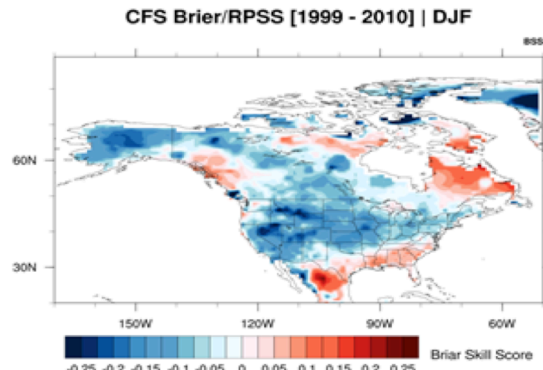 CFS Brier/RPSS [1999 - 2010] | DJF
BSS
60N
30N
150W 120W 90W 60W
-0.25 -0.2 -0.15 -0.1 -0.05 0 0.05 0.1 0.15 0.2 0.25
Briar Skill Score